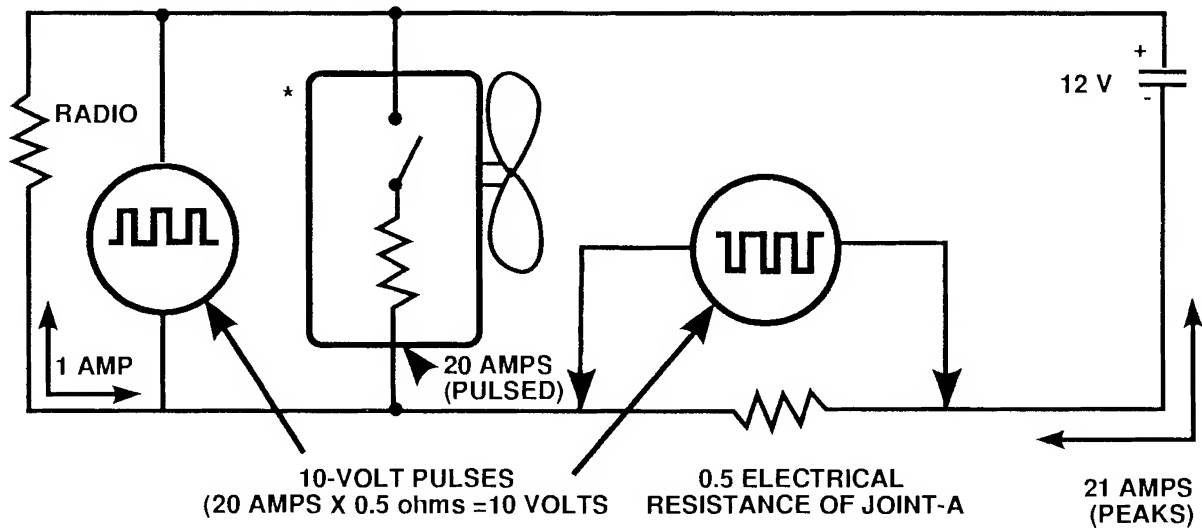 +
12 V
-
*
RADIO
1 AMP
20 AMPS
(PULSED)
10-VOLT PULSES
(20 AMPS X 0.5 ohms =10 VOLTS
0.5 ELECTRICAL
RESISTANCE OF JOINT-A
21 AMPS
(PEAKS)